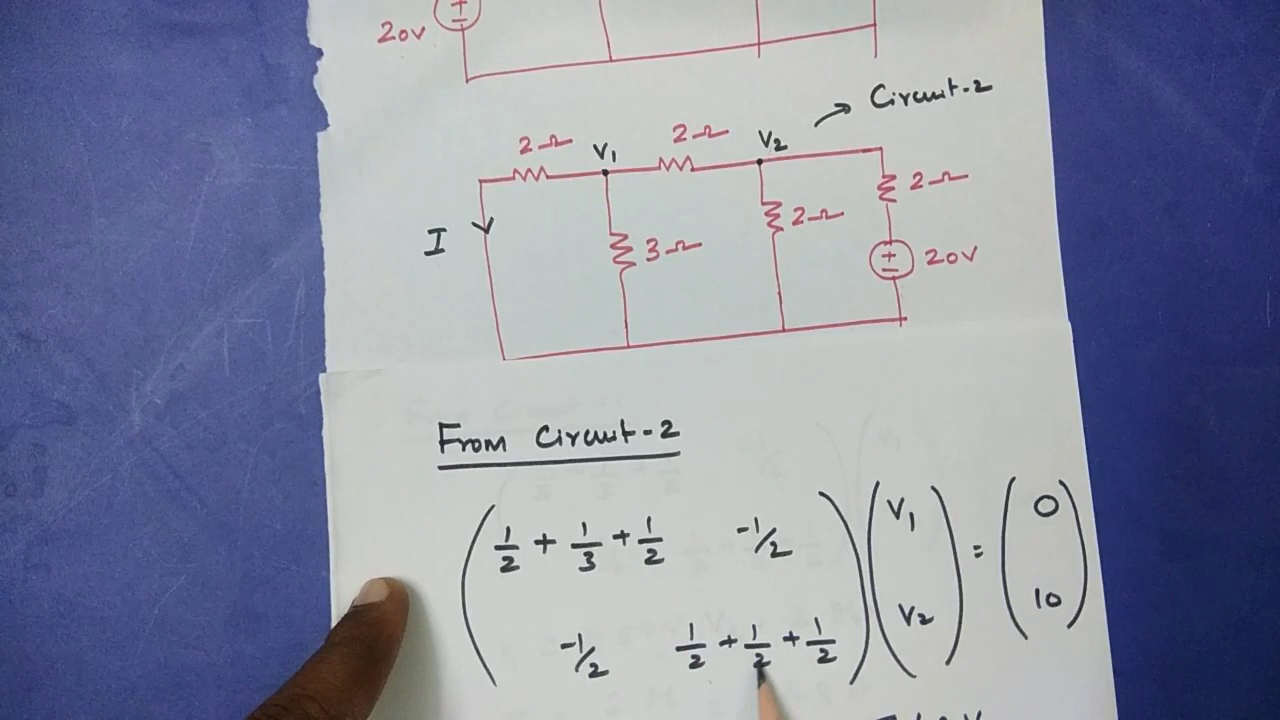 20V
Circuit-2
2Ω V1 2Ω V2
2Ω
2Ω
I 3Ω 20V
From Circuit-2
1/2 + 1/3 + 1/2 -1/2 V1 = 0
-1/2 1/2 + 1/2 + 1/2 V2 10